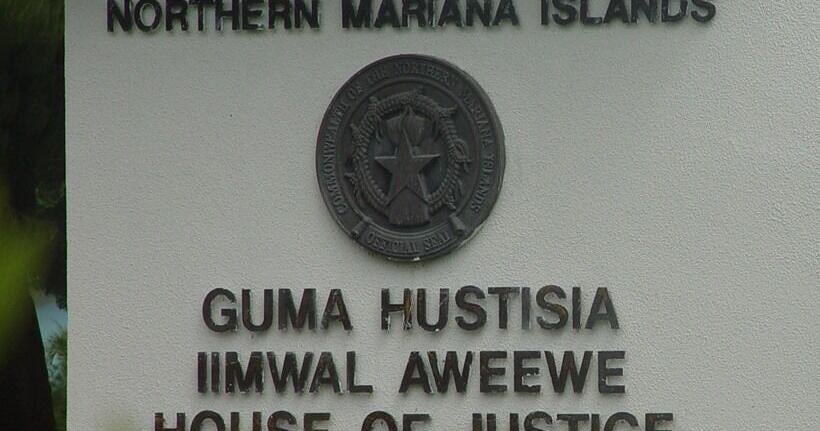 NORTHERN MARIANA ISLANDS
COMMONWEALTH OF THE NORTHERN MARIANA ISLANDS
OFFICIAL SEAL
GUMA HUSTISIA
IIMWAL AWEEWE
HOUSE OF JUSTICE